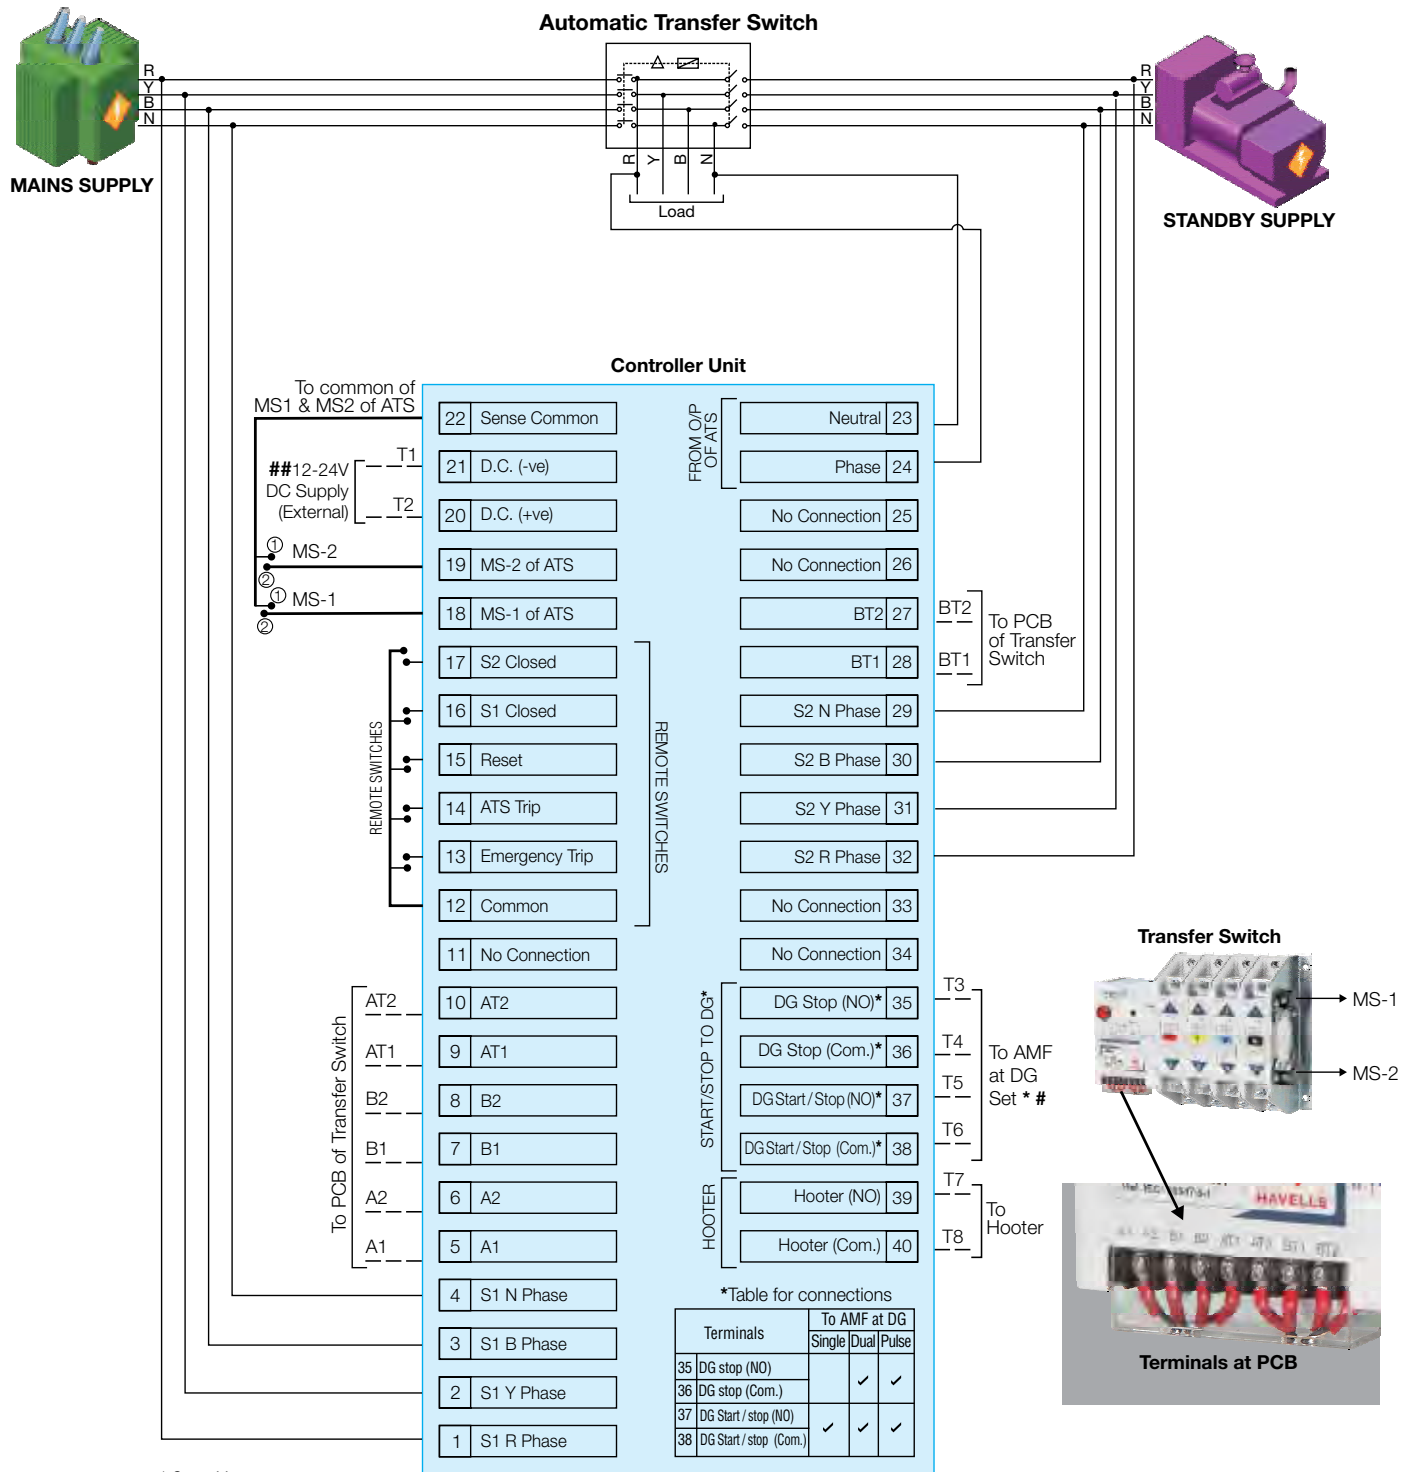 Automatic Transfer Switch
R
Y
B
N
R
Y
B
N
MAINS SUPPLY
STANDBY SUPPLY
R Y B N
Load
Controller Unit
To common of
MS1 & MS2 of ATS
##12-24V
DC Supply
(External)
T1
T2
① MS-2
②
① MS-1
②
REMOTE SWITCHES
To PCB of Transfer Switch
AT2
AT1
B2
B1
A2
A1
22 Sense Common
21 D.C. (-ve)
20 D.C. (+ve)
19 MS-2 of ATS
18 MS-1 of ATS
17 S2 Closed
16 S1 Closed
15 Reset
14 ATS Trip
13 Emergency Trip
12 Common
11 No Connection
10 AT2
9 AT1
8 B2
7 B1
6 A2
5 A1
4 S1 N Phase
3 S1 B Phase
2 S1 Y Phase
1 S1 R Phase
REMOTE SWITCHES
FROM O/P
OF ATS
Neutral 23
Phase 24
No Connection 25
No Connection 26
BT2 27
BT1 28
S2 N Phase 29
S2 B Phase 30
S2 Y Phase 31
S2 R Phase 32
No Connection 33
No Connection 34
START/STOP TO DG*
DG Stop (NO)* 35
DG Stop (Com.)* 36
DG Start / Stop (NO)* 37
DG Start / Stop (Com.)* 38
HOOTER
Hooter (NO) 39
Hooter (Com.) 40
BT2
BT1
To PCB
of Transfer
Switch
T3
T4
T5
T6
To AMF
at DG
Set * #
T7
T8
To
Hooter
*Table for connections
Terminals
To AMF at DG
Single Dual Pulse
35 DG stop (NO)
36 DG stop (Com.)
✓ ✓
37 DG Start / stop (NO)
38 DG Start / stop (Com.)
✓ ✓ ✓
Transfer Switch
MS-1
MS-2
HAVELLS
A1 A2 B1 B2 AT1 AT2 BT1 BT2
Terminals at PCB